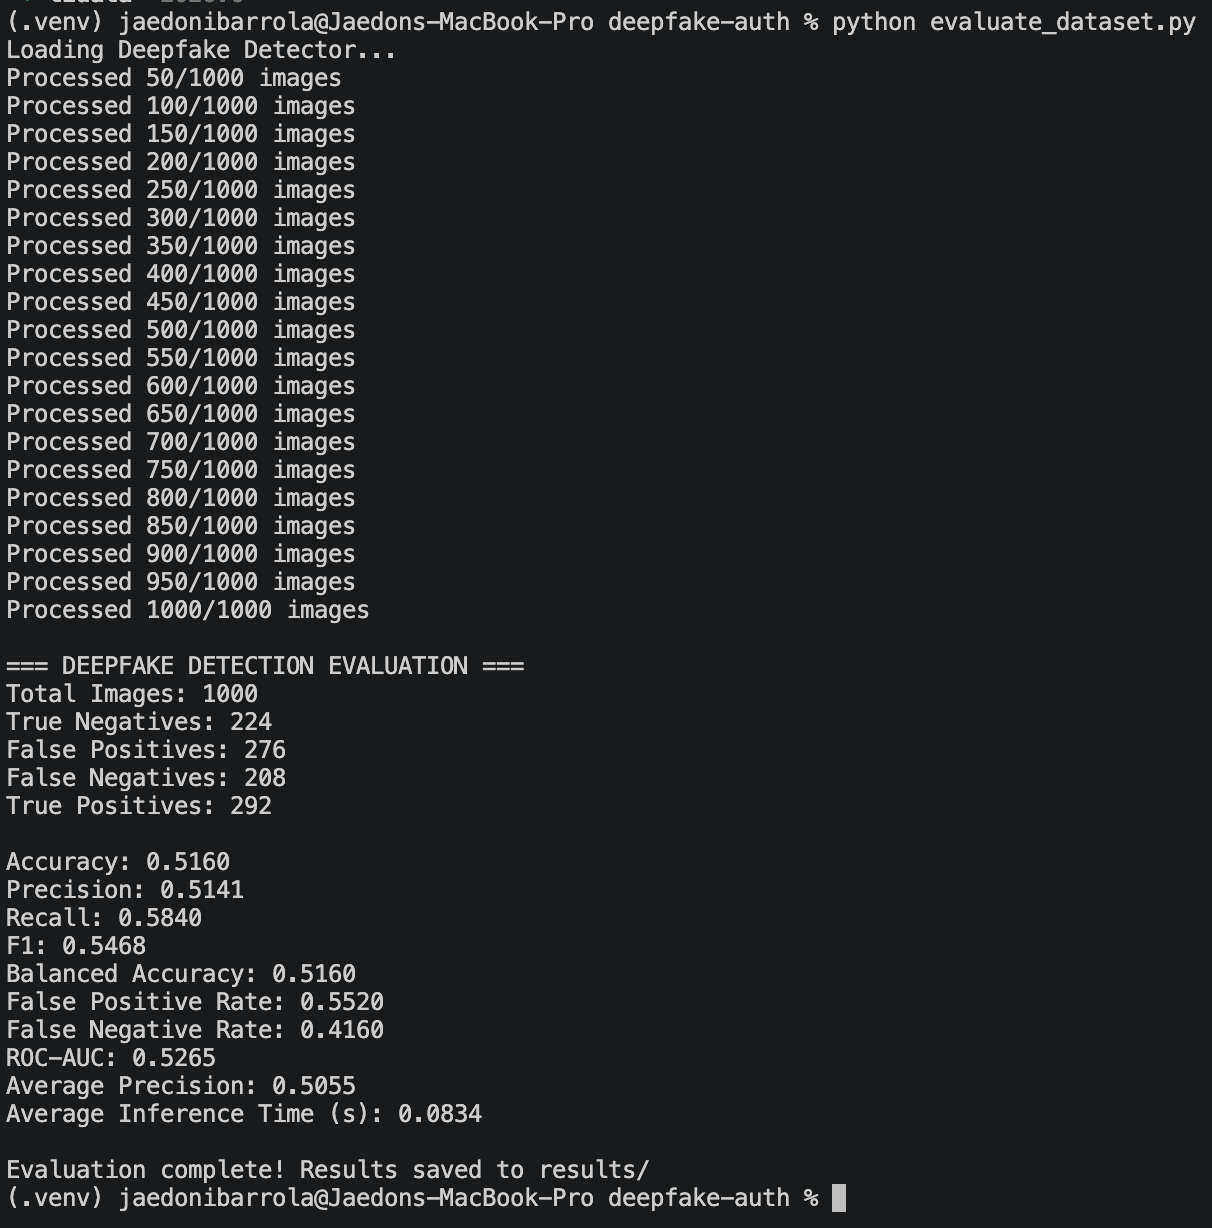 (.venv) jaedonibarrola@Jaedons-MacBook-Pro deepfake-auth % python evaluate_dataset.py
Loading Deepfake Detector...
Processed 50/1000 images
Processed 100/1000 images
Processed 150/1000 images
Processed 200/1000 images
Processed 250/1000 images
Processed 300/1000 images
Processed 350/1000 images
Processed 400/1000 images
Processed 450/1000 images
Processed 500/1000 images
Processed 550/1000 images
Processed 600/1000 images
Processed 650/1000 images
Processed 700/1000 images
Processed 750/1000 images
Processed 800/1000 images
Processed 850/1000 images
Processed 900/1000 images
Processed 950/1000 images
Processed 1000/1000 images

=== DEEPFAKE DETECTION EVALUATION ===
Total Images: 1000
True Negatives: 224
False Positives: 276
False Negatives: 208
True Positives: 292

Accuracy: 0.5160
Precision: 0.5141
Recall: 0.5840
F1: 0.5468
Balanced Accuracy: 0.5160
False Positive Rate: 0.5520
False Negative Rate: 0.4160
ROC-AUC: 0.5265
Average Precision: 0.5055
Average Inference Time (s): 0.0834

Evaluation complete! Results saved to results/
(.venv) jaedonibarrola@Jaedons-MacBook-Pro deepfake-auth %